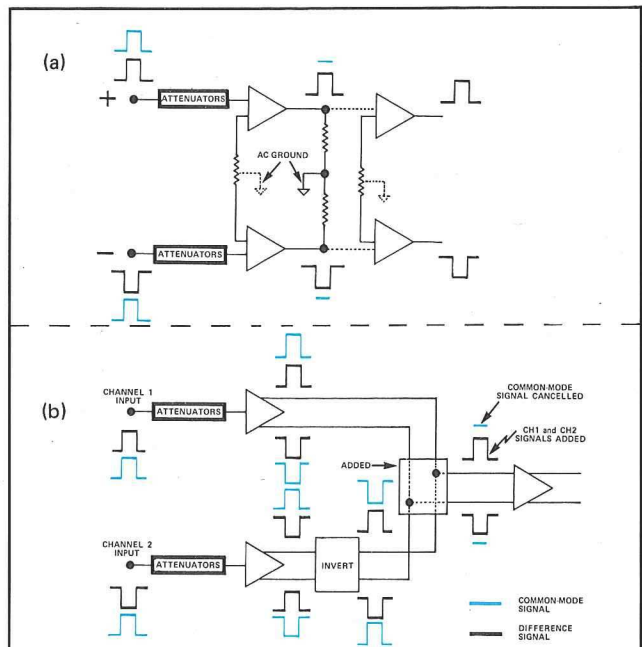 (a)
+
ATTENUATORS
AC GROUND
−
ATTENUATORS
(b)
CHANNEL 1
INPUT
ATTENUATORS
COMMON-MODE
SIGNAL CANCELLED
CH1 and CH2
SIGNALS ADDED
ADDED
CHANNEL 2
INPUT
ATTENUATORS
INVERT
COMMON-MODE
SIGNAL
DIFFERENCE
SIGNAL